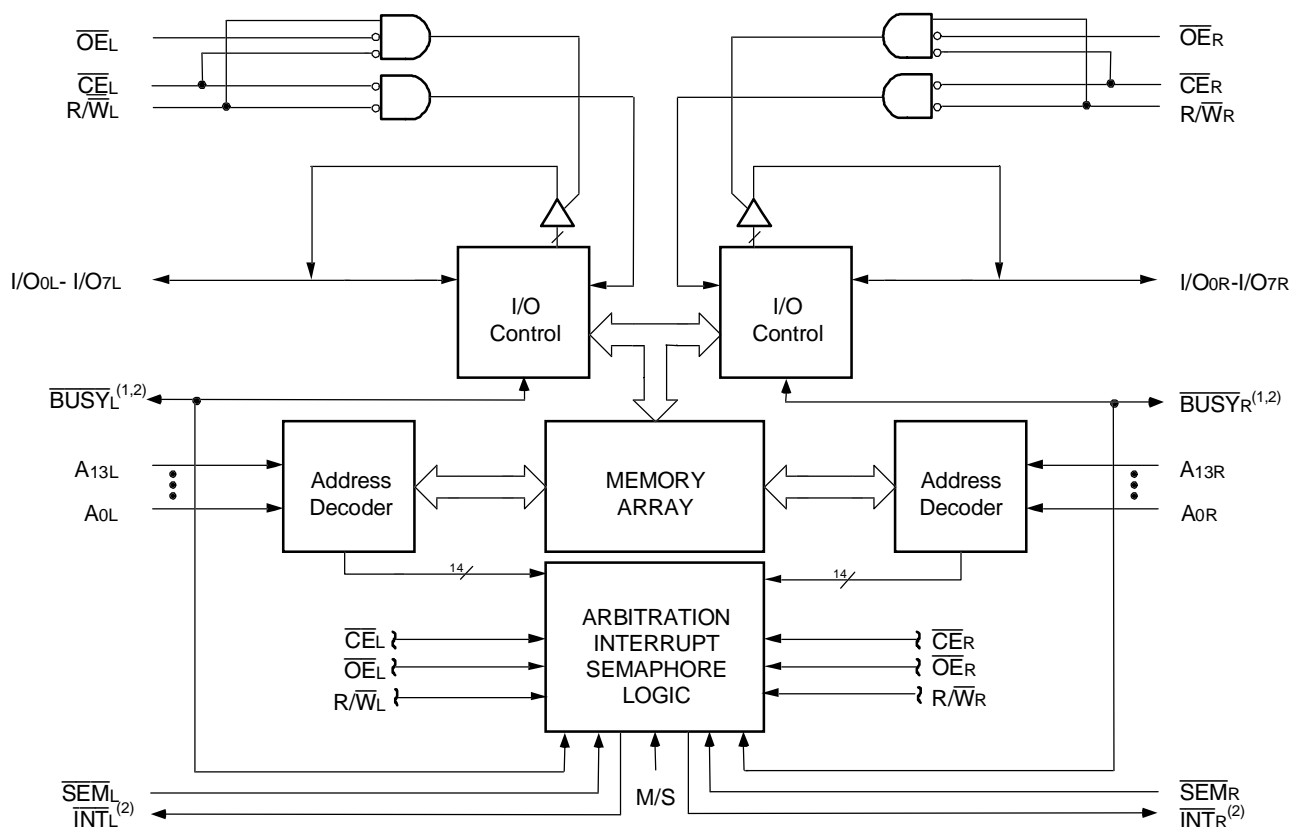 OEL
OER
CEL
CER
R/WL
R/WR
I/O0L- I/O7L
I/O Control
I/O Control
I/O0R-I/O7R
BUSYL(1,2)
BUSYR(1,2)
A13L
A0L
Address Decoder
MEMORY ARRAY
Address Decoder
A13R
A0R
14
14
ARBITRATION
INTERRUPT
SEMAPHORE
LOGIC
CEL
OEL
R/WL
CER
OER
R/WR
SEML
INTL(2)
M/S
SEMR
INTR(2)